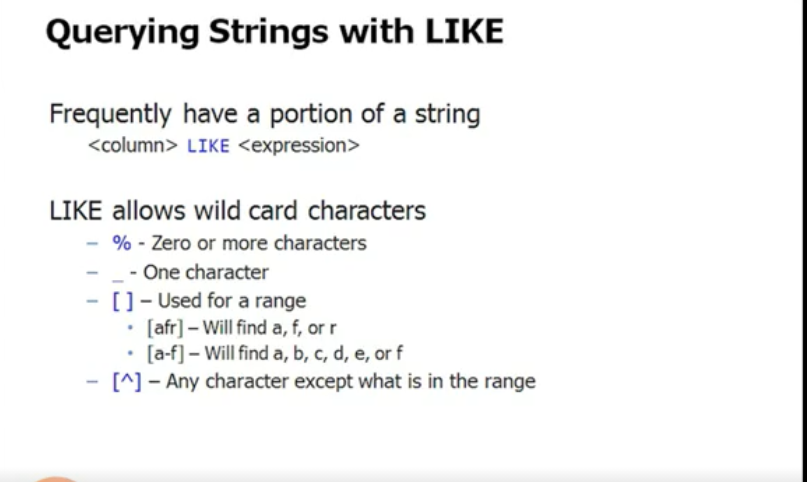 Querying Strings with LIKE
Frequently have a portion of a string
<column> LIKE <expression>
LIKE allows wild card characters
– % - Zero or more characters
– _ - One character
– [ ] – Used for a range
• [afr] – Will find a, f, or r
• [a-f] – Will find a, b, c, d, e, or f
– [^] – Any character except what is in the range